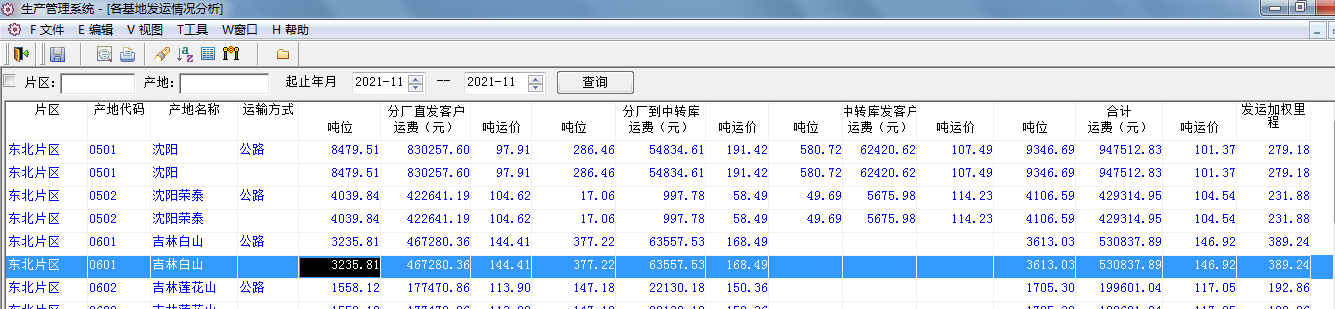 生产管理系统 - [各基地发运情况分析]
F 文件 E 编辑 V 视图 T工具 W窗口 H 帮助
片区: 产地: 起止年月 2021-11 -- 2021-11 查询
片区 产地代码 产地名称 运输方式 分厂直发客户 分厂到中转库 中转库发客户 合计 发运加权里程
吨位 运费（元） 吨运价 吨位 运费（元） 吨运价 吨位 运费（元） 吨运价 吨位 运费（元） 吨运价
东北片区 0501 沈阳 公路 8479.51 830257.60 97.91 286.46 54834.61 191.42 580.72 62420.62 107.49 9346.69 947512.83 101.37 279.18
东北片区 0501 沈阳 8479.51 830257.60 97.91 286.46 54834.61 191.42 580.72 62420.62 107.49 9346.69 947512.83 101.37 279.18
东北片区 0502 沈阳荣泰 公路 4039.84 422641.19 104.62 17.06 997.78 58.49 49.69 5675.98 114.23 4106.59 429314.95 104.54 231.88
东北片区 0502 沈阳荣泰 4039.84 422641.19 104.62 17.06 997.78 58.49 49.69 5675.98 114.23 4106.59 429314.95 104.54 231.88
东北片区 0601 吉林白山 公路 3235.81 467280.36 144.41 377.22 63557.53 168.49 3613.03 530837.89 146.92 389.24
东北片区 0601 吉林白山 3235.81 467280.36 144.41 377.22 63557.53 168.49 3613.03 530837.89 146.92 389.24
东北片区 0602 吉林莲花山 公路 1558.12 177470.86 113.90 147.18 22130.18 150.36 1705.30 199601.04 117.05 192.86